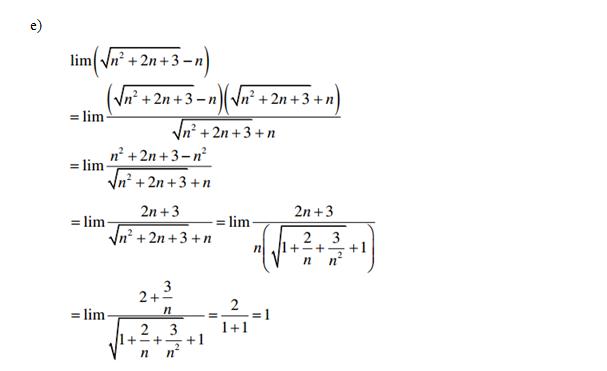 e)
lim(√(n² + 2n + 3) − n)
= lim ((√(n² + 2n + 3) − n)(√(n² + 2n + 3) + n))/(√(n² + 2n + 3) + n)
= lim (n² + 2n + 3 − n²)/(√(n² + 2n + 3) + n)
= lim (2n + 3)/(√(n² + 2n + 3) + n) = lim (2n + 3)/(n(√(1 + 2/n + 3/n²) + 1))
= lim (2 + 3/n)/(√(1 + 2/n + 3/n²) + 1) = 2/(1 + 1) = 1